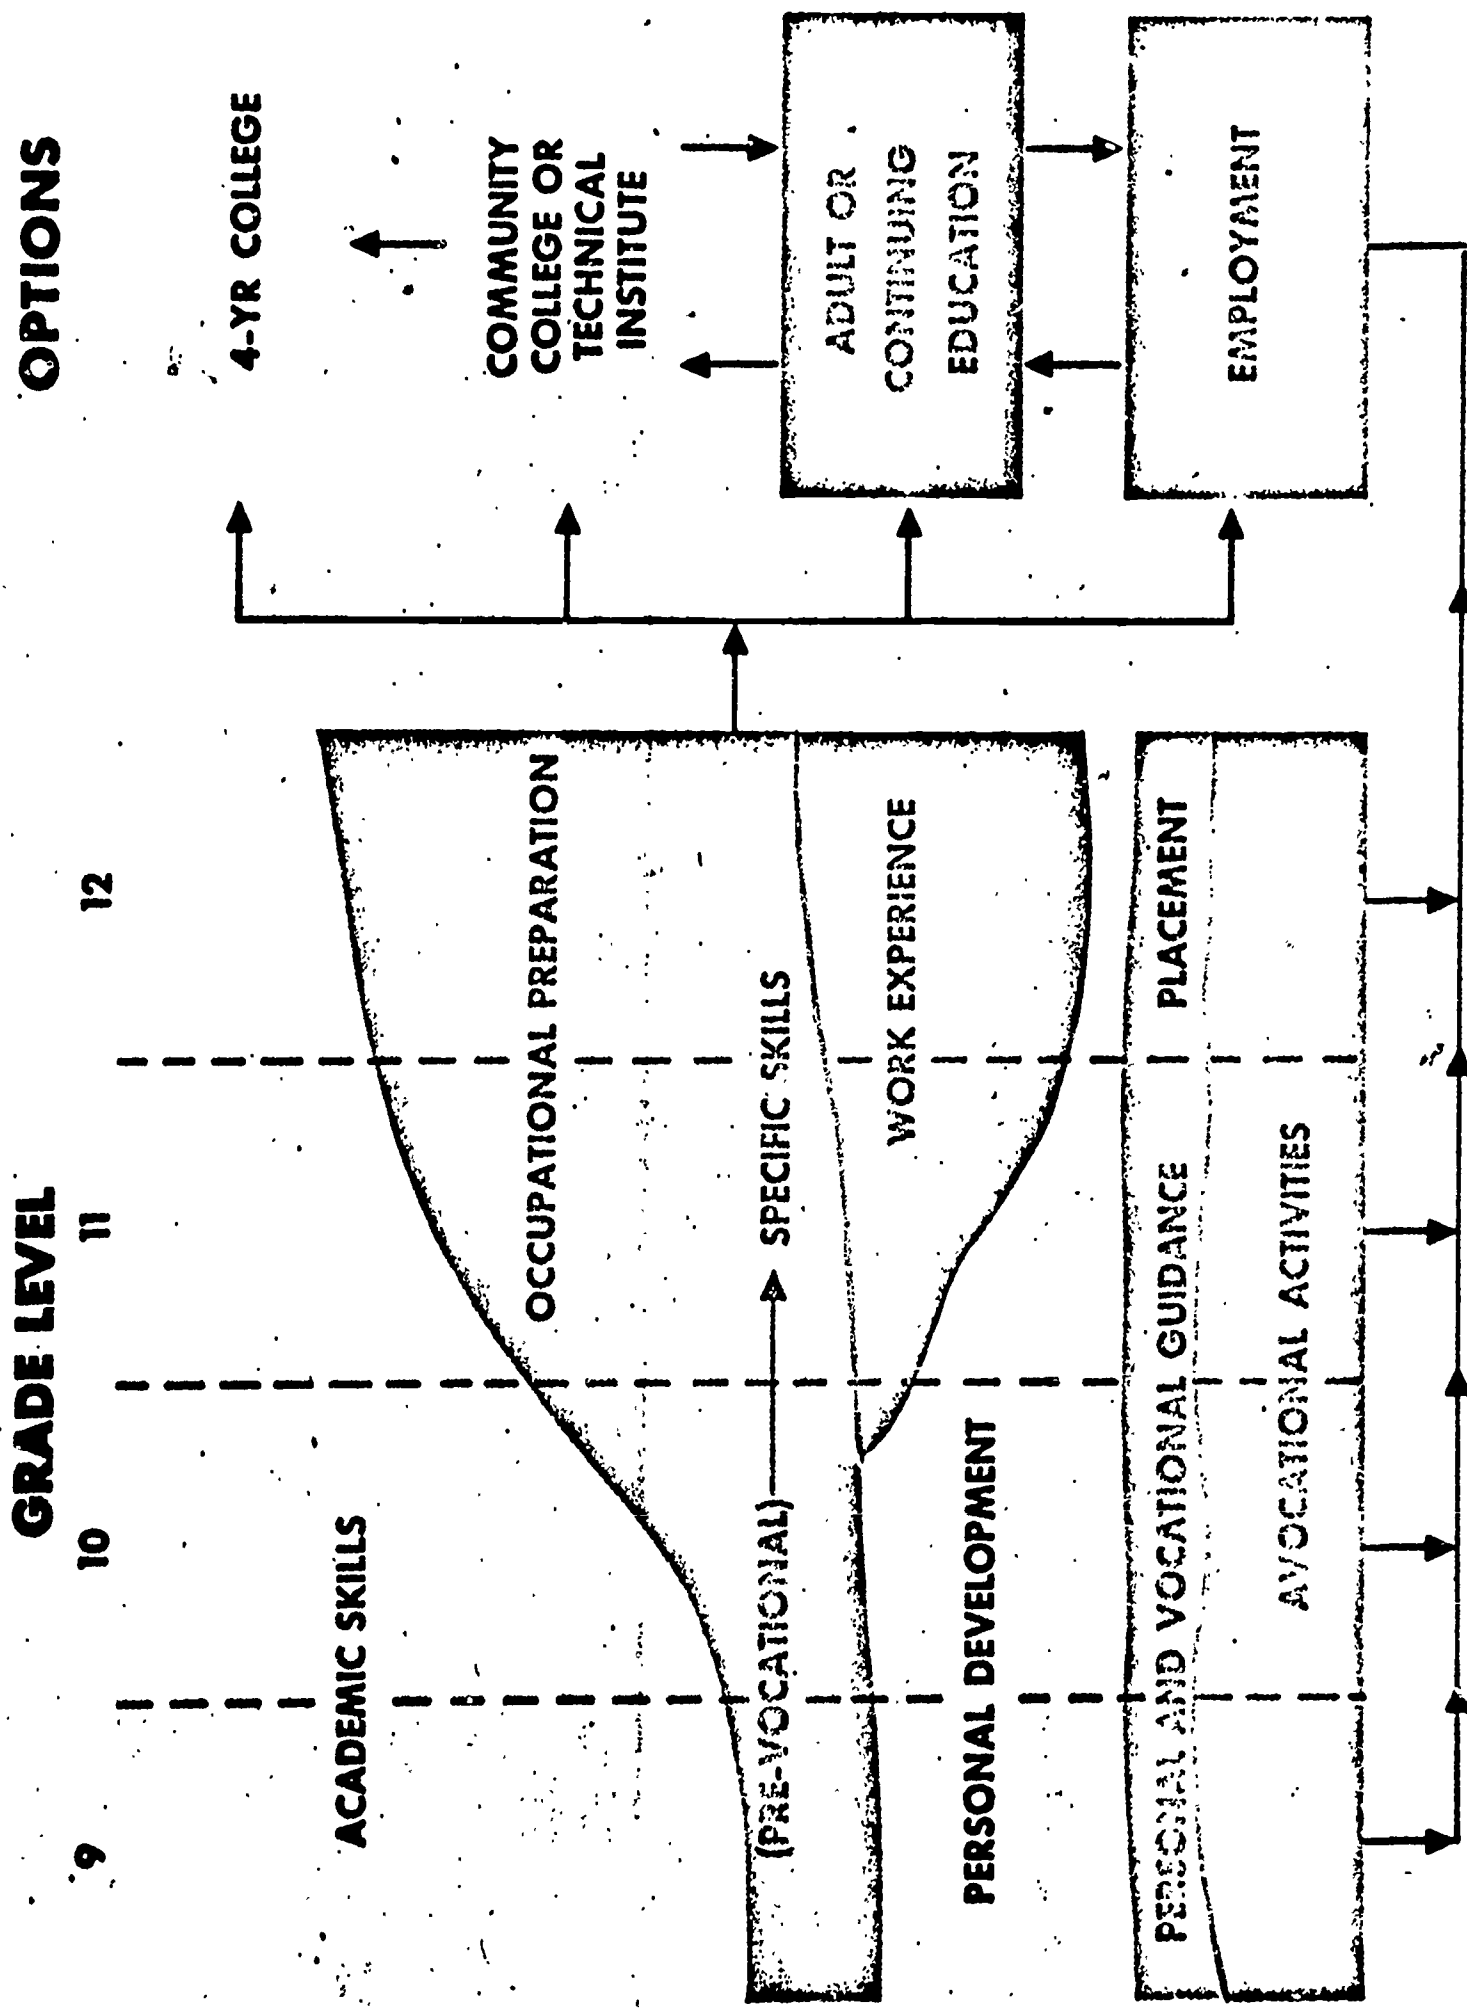 GRADE LEVEL
OPTIONS
9
10
11
12
ACADEMIC SKILLS
OCCUPATIONAL PREPARATION
(PRE-VOCATIONAL)
SPECIFIC SKILLS
WORK EXPERIENCE
PERSONAL DEVELOPMENT
PERSONAL AND VOCATIONAL GUIDANCE
PLACEMENT
AVOCATIONAL ACTIVITIES
4-YR COLLEGE
COMMUNITY
COLLEGE OR
TECHNICAL
INSTITUTE
ADULT OR
CONTINUING
EDUCATION
EMPLOYMENT